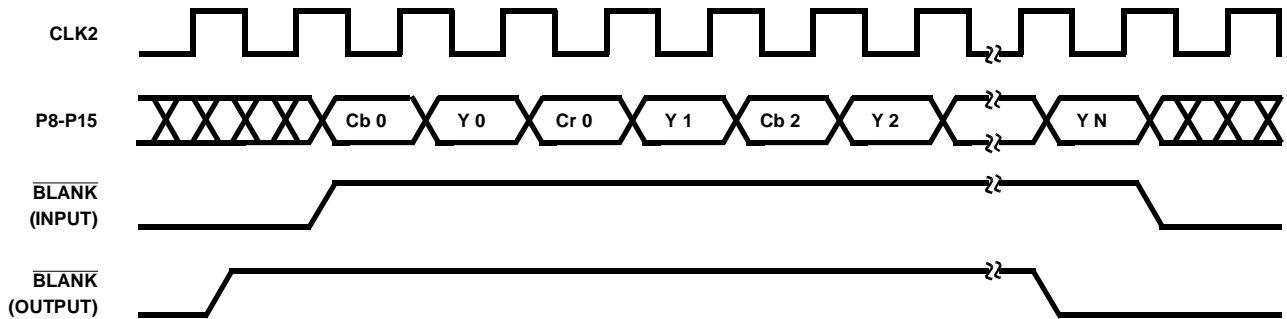 CLK2
P8-P15
Cb 0 Y 0 Cr 0 Y 1 Cb 2 Y 2 Y N
BLANK
(INPUT)
BLANK
(OUTPUT)